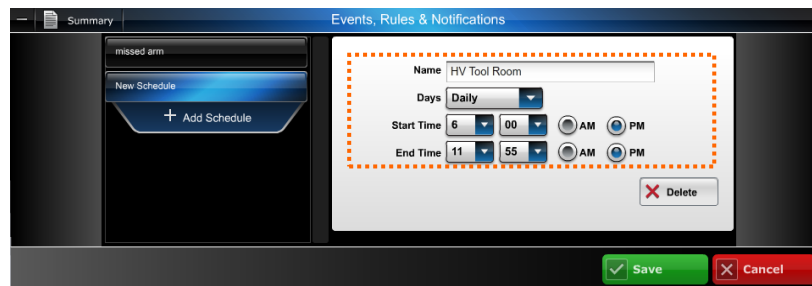 Summary
Events, Rules & Notifications
missed arm
New Schedule
+ Add Schedule
Name HV Tool Room
Days Daily
Start Time 6 00 AM PM
End Time 11 55 AM PM
Delete
Save Cancel